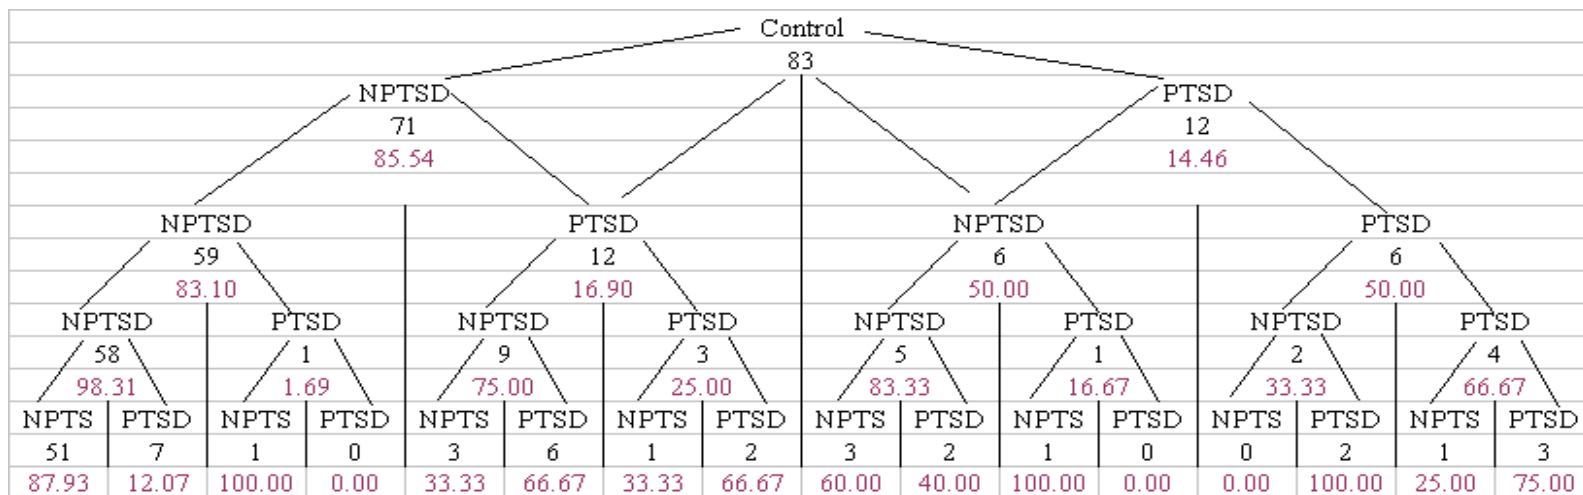 Control
83
NPTSD PTSD
71 12
85.54 14.46
NPTSD PTSD NPTSD PTSD
59 12 6 6
83.10 16.90 50.00 50.00
NPTSD PTSD NPTSD PTSD NPTSD PTSD NPTSD PTSD
58 1 9 3 5 1 2 4
98.31 1.69 75.00 25.00 83.33 16.67 33.33 66.67
NPTS PTSD NPTS PTSD NPTS PTSD NPTS PTSD NPTS PTSD NPTS PTSD NPTS PTSD NPTS PTSD
51 7 1 0 3 6 1 2 3 2 1 0 0 2 1 3
87.93 12.07 100.00 0.00 33.33 66.67 33.33 66.67 60.00 40.00 100.00 0.00 0.00 100.00 25.00 75.00